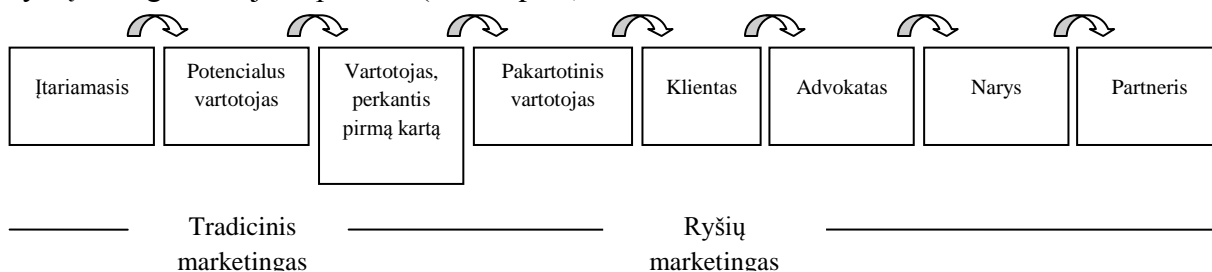 Įtariamasis
Potencialus
vartotojas
Vartotojas,
perkantis
pirmą kartą
Pakartotinis
vartotojas
Klientas
Advokatas
Narys
Partneris
Tradicinis
marketingas
Ryšių
marketingas